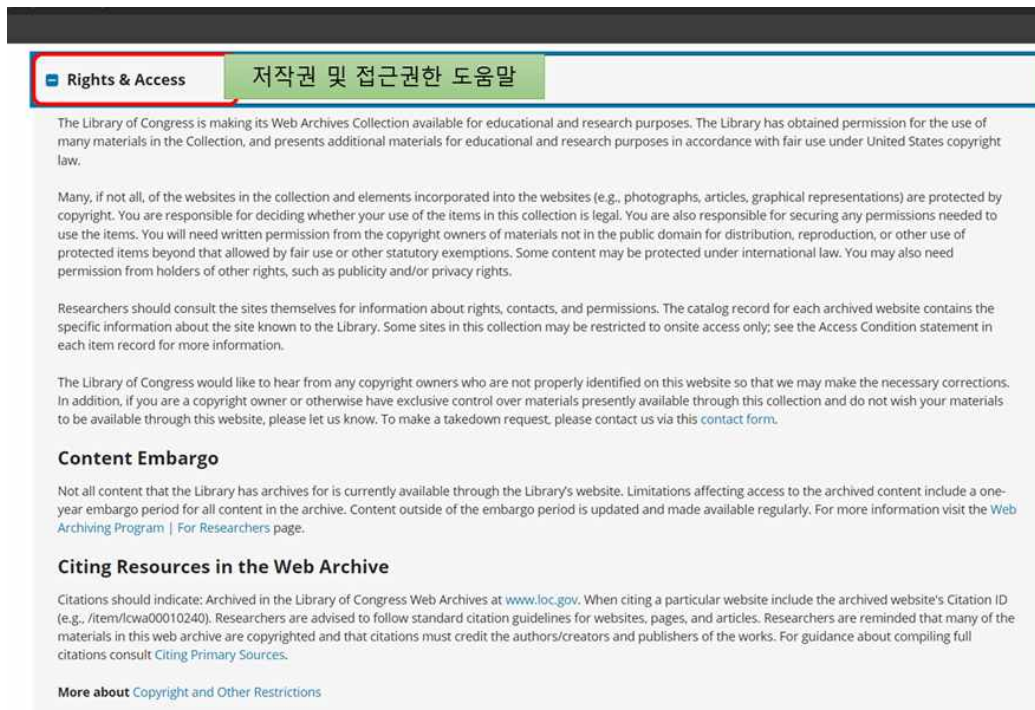 Rights & Access
저작권 및 접근권한 도움말
The Library of Congress is making its Web Archives Collection available for educational and research purposes. The Library has obtained permission for the use of
many materials in the Collection, and presents additional materials for educational and research purposes in accordance with fair use under United States copyright
law.
Many, if not all, of the websites in the collection and elements incorporated into the websites (e.g., photographs, articles, graphical representations) are protected by
copyright. You are responsible for deciding whether your use of the items in this collection is legal. You are also responsible for securing any permissions needed to
use the items. You will need written permission from the copyright owners of materials not in the public domain for distribution, reproduction, or other use of
protected items beyond that allowed by fair use or other statutory exemptions. Some content may be protected under international law. You may also need
permission from holders of other rights, such as publicity and/or privacy rights.
Researchers should consult the sites themselves for information about rights, contacts, and permissions. The catalog record for each archived website contains the
specific information about the site known to the Library. Some sites in this collection may be restricted to onsite access only; see the Access Condition statement in
each item record for more information.
The Library of Congress would like to hear from any copyright owners who are not properly identified on this website so that we may make the necessary corrections.
In addition, if you are a copyright owner or otherwise have exclusive control over materials presently available through this collection and do not wish your materials
to be available through this website, please let us know. To make a takedown request, please contact us via this contact form.
Content Embargo
Not all content that the Library has archives for is currently available through the Library's website. Limitations affecting access to the archived content include a one-
year embargo period for all content in the archive. Content outside of the embargo period is updated and made available regularly. For more information visit the Web
Archiving Program | For Researchers page.
Citing Resources in the Web Archive
Citations should indicate: Archived in the Library of Congress Web Archives at www.loc.gov. When citing a particular website include the archived website's Citation ID
(e.g., /item/lcwa00010240). Researchers are advised to follow standard citation guidelines for websites, pages, and articles. Researchers are reminded that many of the
materials in this web archive are copyrighted and that citations must credit the authors/creators and publishers of the works. For guidance about compiling full
citations consult Citing Primary Sources.
More about Copyright and Other Restrictions